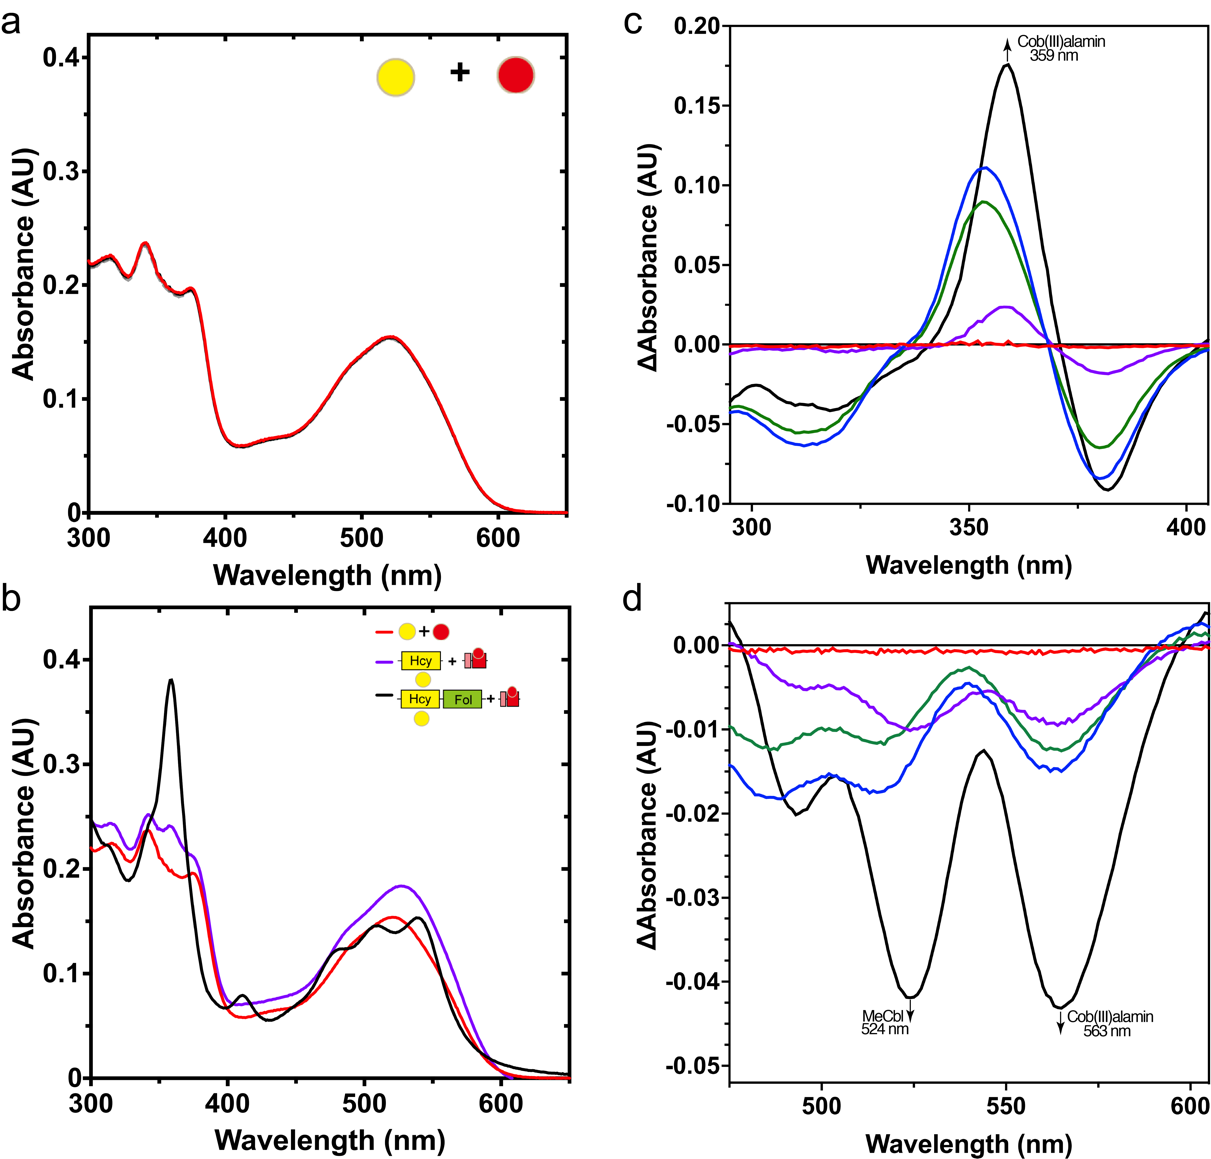 a
0.4
0.3
0.2
0.1
0
Absorbance (AU)
+
300
400
500
600
Wavelength (nm)
b
0.4
0.3
0.2
0.1
0
Absorbance (AU)
+
Hcy
+
Hcy
Fol
+
300
400
500
600
Wavelength (nm)
c
0.20
0.15
0.10
0.05
0.00
-0.05
-0.10
ΔAbsorbance (AU)
Cob(III)alamin
359 nm
300
350
400
Wavelength (nm)
d
0.00
-0.01
-0.02
-0.03
-0.04
-0.05
ΔAbsorbance (AU)
MeCbl
524 nm
Cob(III)alamin
563 nm
500
550
600
Wavelength (nm)